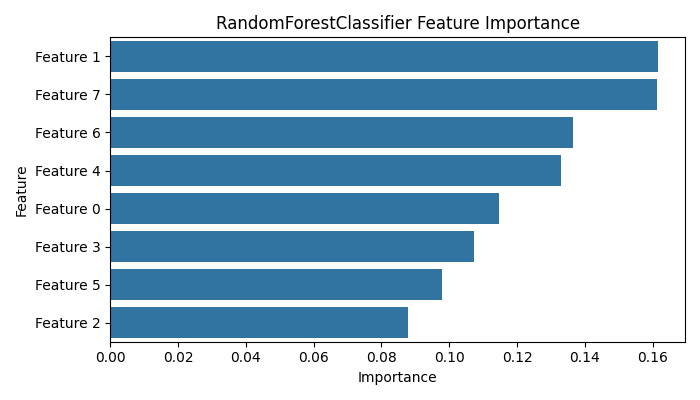 RandomForestClassifier Feature Importance
Feature 1
Feature 7
Feature 6
Feature 4
Feature 0
Feature 3
Feature 5
Feature 2
Feature
0.00 0.02 0.04 0.06 0.08 0.10 0.12 0.14 0.16
Importance